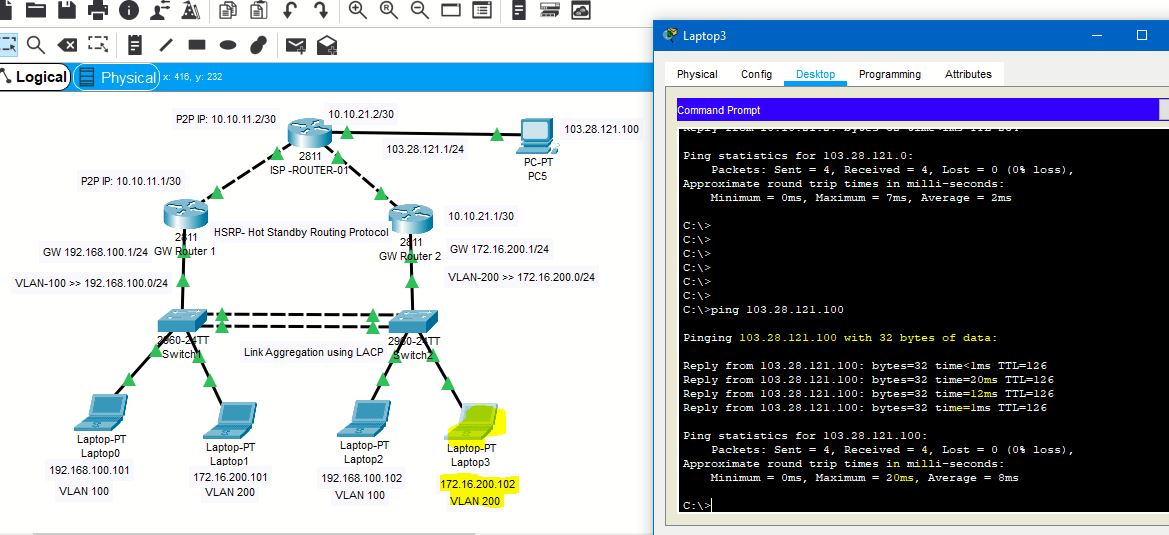 Logical
Physical
x: 416, y: 232
P2P IP: 10.10.11.2/30
10.10.21.2/30
2811
ISP -ROUTER-01
103.28.121.1/24
103.28.121.100
PC-PT
PC5
P2P IP: 10.10.11.1/30
2811
GW Router 1
HSRP- Hot Standby Routing Protocol
10.10.21.1/30
2811
GW Router 2
GW 192.168.100.1/24
GW 172.16.200.1/24
VLAN-100 >> 192.168.100.0/24
VLAN-200 >> 172.16.200.0/24
2960-24TT
Switch1
Link Aggregation using LACP
2960-24TT
Switch2
Laptop-PT
Laptop0
192.168.100.101
VLAN 100
Laptop-PT
Laptop1
172.16.200.101
VLAN 200
Laptop-PT
Laptop2
192.168.100.102
VLAN 100
Laptop-PT
Laptop3
172.16.200.102
VLAN 200
Laptop3
Physical Config Desktop Programming Attributes
Command Prompt
Ping statistics for 103.28.121.0:
Packets: Sent = 4, Received = 4, Lost = 0 (0% loss),
Approximate round trip times in milli-seconds:
Minimum = 0ms, Maximum = 7ms, Average = 2ms
C:\>
C:\>
C:\>
C:\>
C:\>
C:\>
C:\>ping 103.28.121.100
Pinging 103.28.121.100 with 32 bytes of data:
Reply from 103.28.121.100: bytes=32 time<1ms TTL=126
Reply from 103.28.121.100: bytes=32 time=20ms TTL=126
Reply from 103.28.121.100: bytes=32 time=12ms TTL=126
Reply from 103.28.121.100: bytes=32 time=1ms TTL=126
Ping statistics for 103.28.121.100:
Packets: Sent = 4, Received = 4, Lost = 0 (0% loss),
Approximate round trip times in milli-seconds:
Minimum = 0ms, Maximum = 20ms, Average = 8ms
C:\>